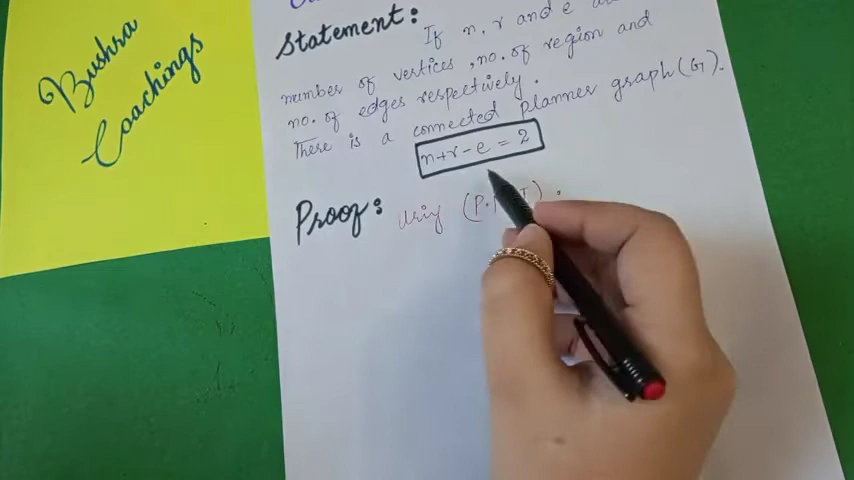 Bushra
Coachings
Statement:
If n, r and e
number of vertices, no. of region and
no. of edges respectively.
There is a connected planner graph (G).
n+r-e=2
Proof: Using (P.M.I):